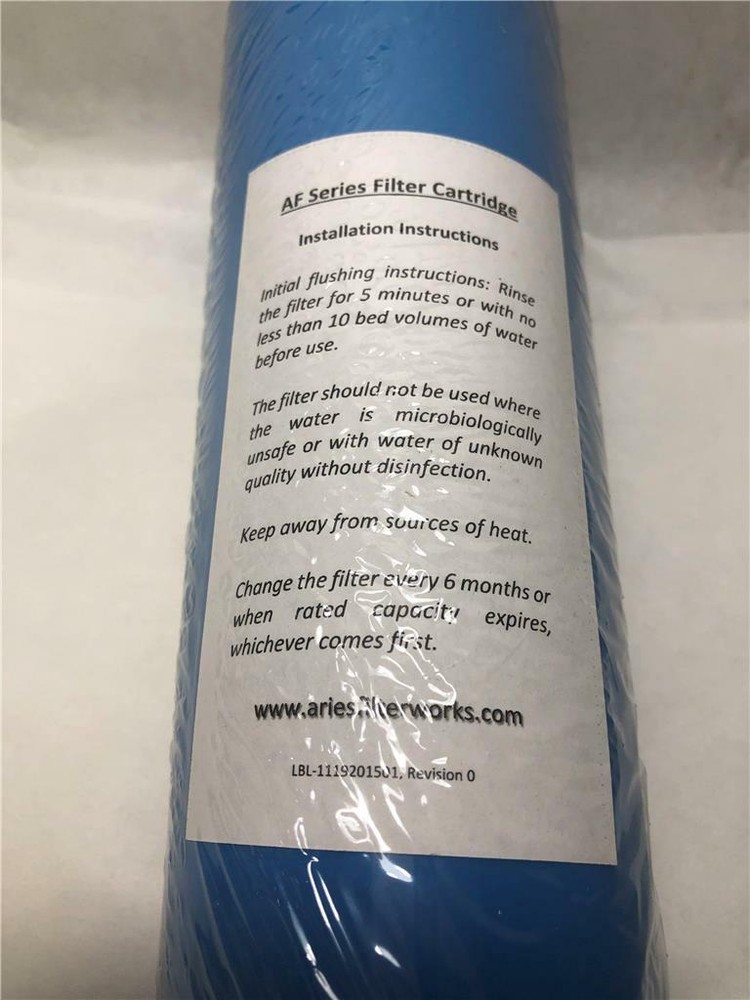 AF Series Filter Cartridge
Installation Instructions
Initial flushing instructions: Rinse
the filter for 5 minutes or with no
less than 10 bed volumes of water
before use.
The filter should not be used where
the water is microbiologically
unsafe or with water of unknown
quality without disinfection.
Keep away from sources of heat.
Change the filter every 6 months or
when rated capacity expires,
whichever comes first.
www.ariesfilterworks.com
LBL-1119201501, Revision 0